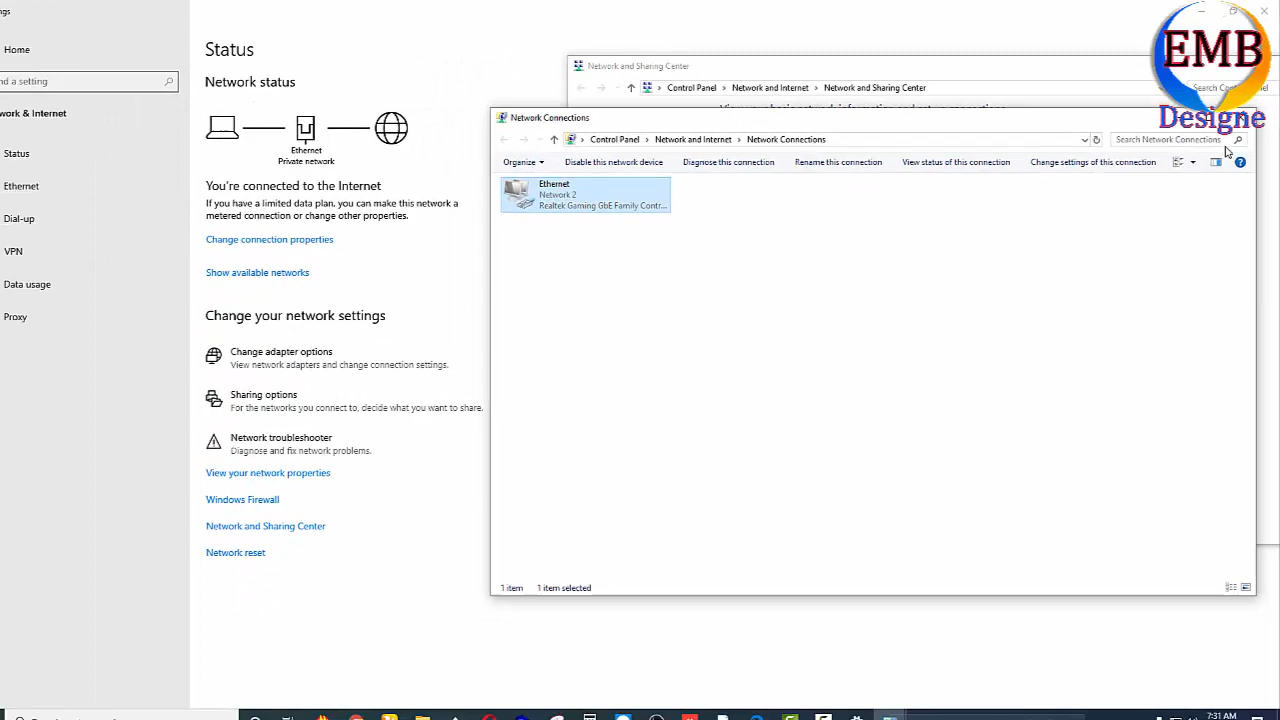 ngs
Home
nd a setting
work & Internet
Status
Ethernet
Dial-up
VPN
Data usage
Proxy
Status
Network status
Ethernet
Private network
You're connected to the Internet
If you have a limited data plan, you can make this network a
metered connection or change other properties.
Change connection properties
Show available networks
Change your network settings
Change adapter options
View network adapters and change connection settings.
Sharing options
For the networks you connect to, decide what you want to share.
Network troubleshooter
Diagnose and fix network problems.
View your network properties
Windows Firewall
Network and Sharing Center
Network reset
Network and Sharing Center
Control Panel › Network and Internet › Network and Sharing Center
Network Connections
Control Panel › Network and Internet › Network Connections
Search Network Connections
Organize
Disable this network device
Diagnose this connection
Rename this connection
View status of this connection
Change settings of this connection
Ethernet
Network 2
Realtek Gaming GbE Family Contr...
1 item
1 item selected
EMB
Designe
7:31 AM